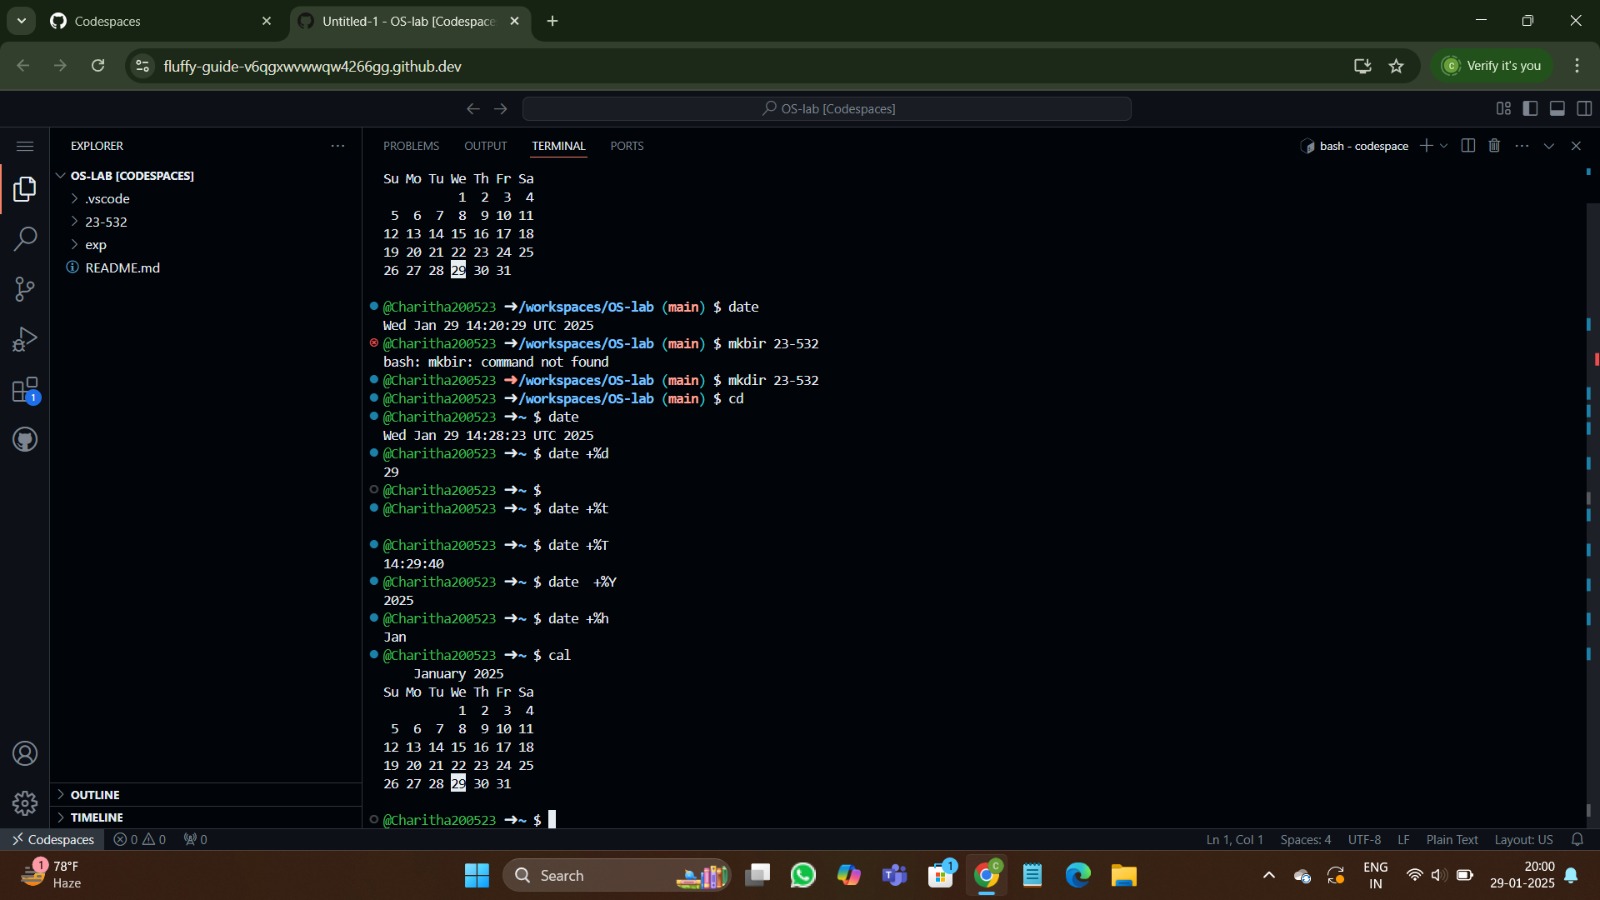 Codespaces
Untitled-1 - OS-lab [Codespace
fluffy-guide-v6qgxwvwwqw4266gg.github.dev
C Verify it's you
OS-lab [Codespaces]
EXPLORER
PROBLEMS OUTPUT TERMINAL PORTS
bash - codespace
OS-LAB [CODESPACES]
.vscode
23-532
exp
README.md
1
Su Mo Tu We Th Fr Sa
1 2 3 4
5 6 7 8 9 10 11
12 13 14 15 16 17 18
19 20 21 22 23 24 25
26 27 28 29 30 31
@Charitha200523 ➜/workspaces/OS-lab (main) $ date
Wed Jan 29 14:20:29 UTC 2025
@Charitha200523 ➜/workspaces/OS-lab (main) $ mkbir 23-532
bash: mkbir: command not found
@Charitha200523 ➜/workspaces/OS-lab (main) $ mkdir 23-532
@Charitha200523 ➜/workspaces/OS-lab (main) $ cd
@Charitha200523 ➜~ $ date
Wed Jan 29 14:28:23 UTC 2025
@Charitha200523 ➜~ $ date +%d
29
@Charitha200523 ➜~ $
@Charitha200523 ➜~ $ date +%t
@Charitha200523 ➜~ $ date +%T
14:29:40
@Charitha200523 ➜~ $ date  +%Y
2025
@Charitha200523 ➜~ $ date +%h
Jan
@Charitha200523 ➜~ $ cal
January 2025
Su Mo Tu We Th Fr Sa
1 2 3 4
5 6 7 8 9 10 11
12 13 14 15 16 17 18
19 20 21 22 23 24 25
26 27 28 29 30 31
@Charitha200523 ➜~ $
OUTLINE
TIMELINE
Codespaces 0 0 0
Ln 1, Col 1 Spaces: 4 UTF-8 LF Plain Text Layout: US
1 78°F
Haze
Search
1
C
ENG
IN
20:00
29-01-2025